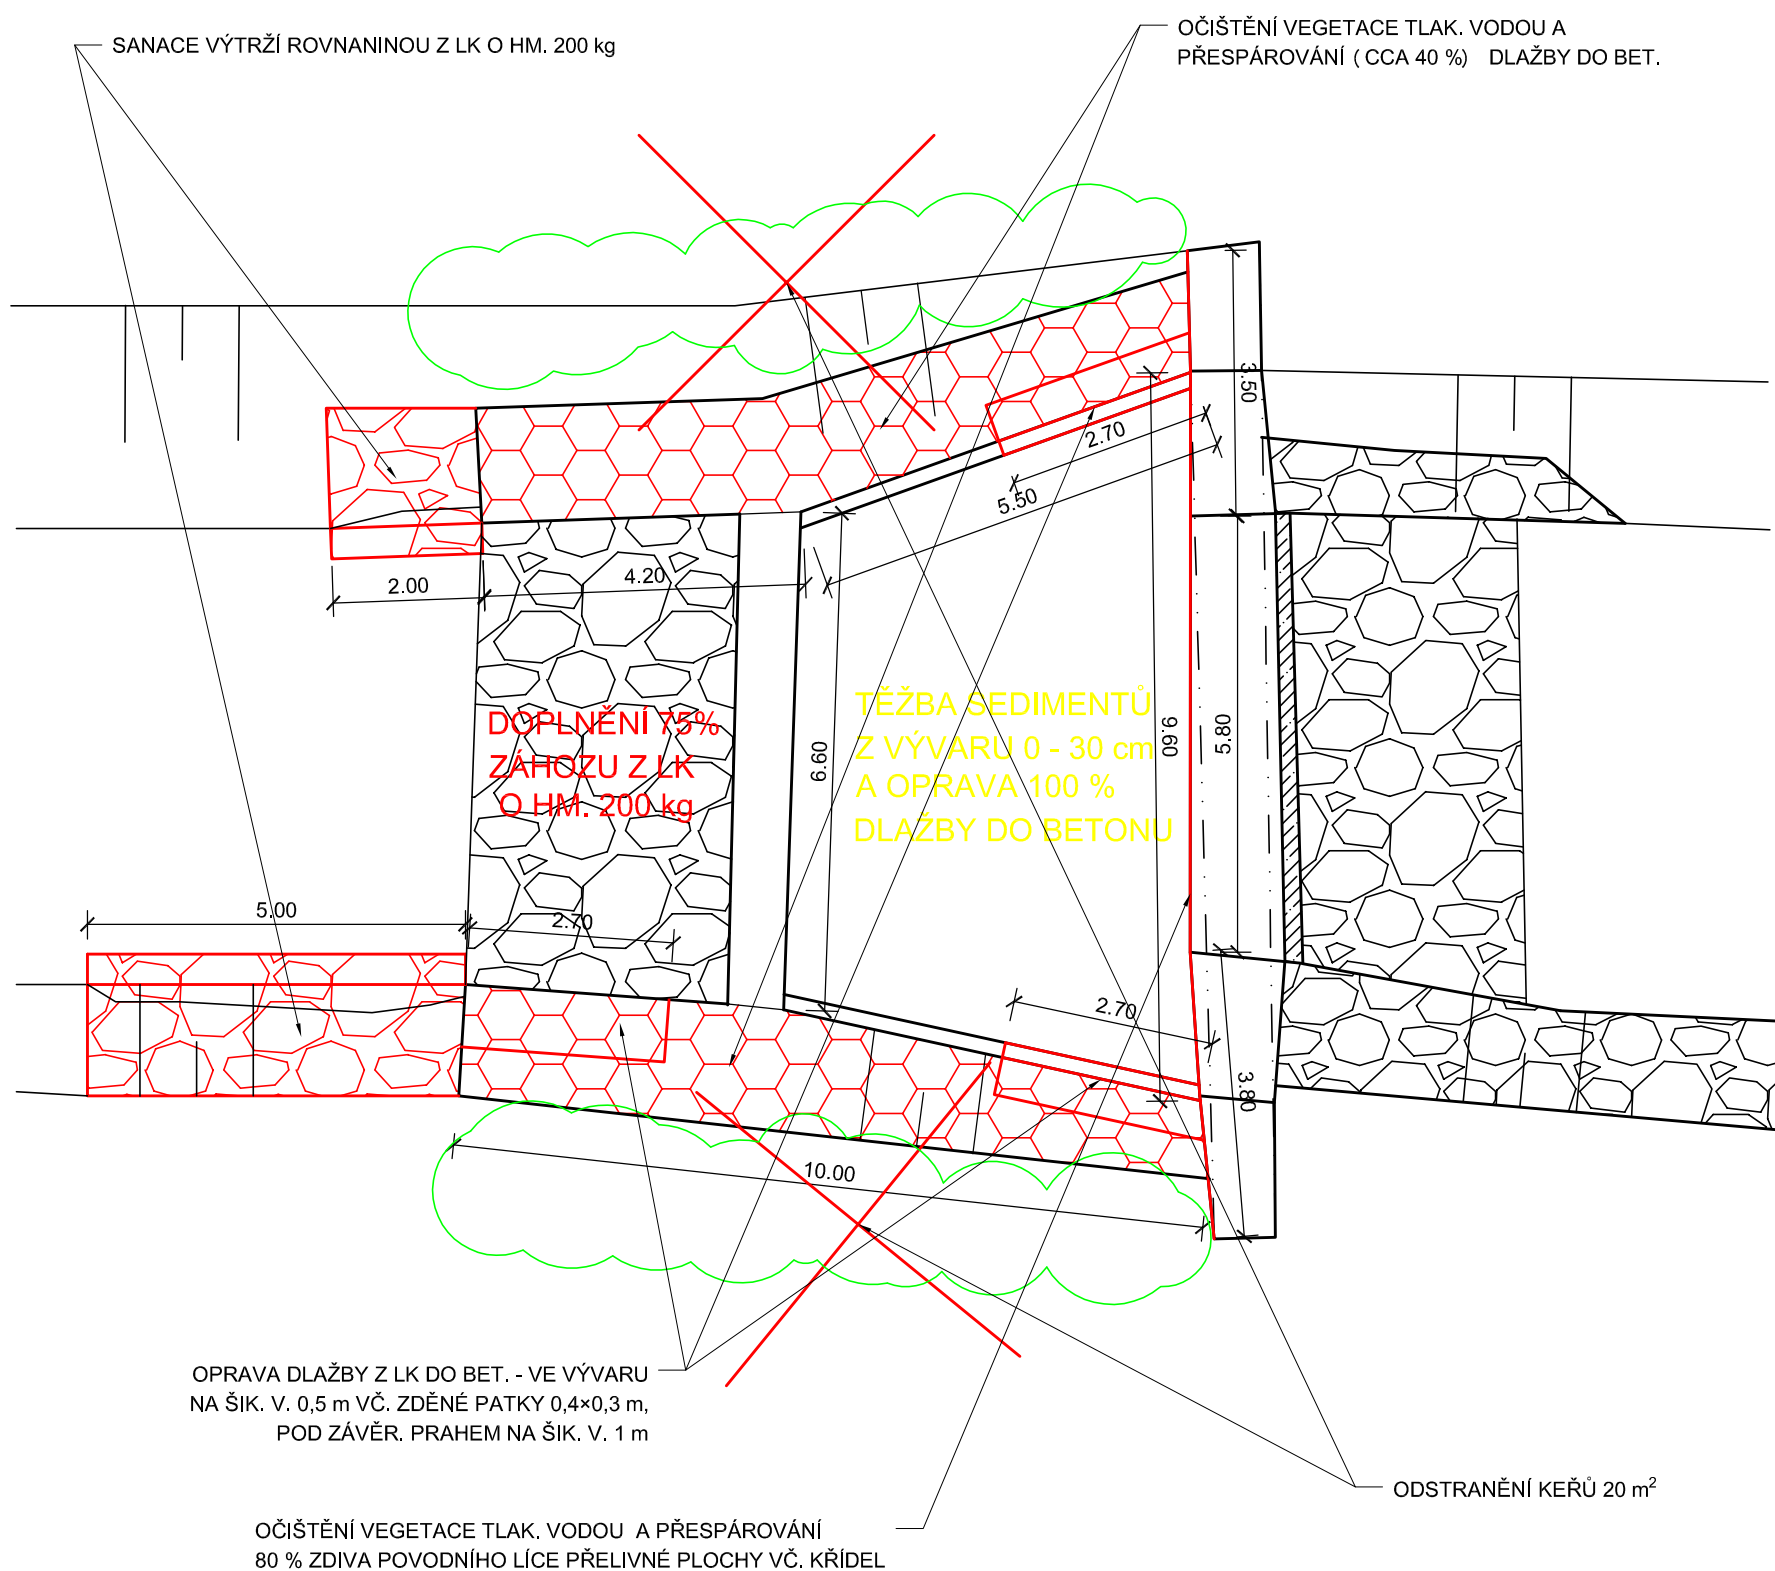 SANACE VÝTRŽÍ ROVNANINOU Z LK O HM. 200 kg
OČIŠTĚNÍ VEGETACE TLAK. VODOU A
PŘESPÁROVÁNÍ ( CCA 40 %) DLAŽBY DO BET.
3.50
2.70
5.50
2.00
4.20
DOPLNĚNÍ 75%
ZÁHOZU Z LK
O HM. 200 kg
6.60
TĚŽBA SEDIMENTŮ
Z VÝVARU 0 - 30 cm
A OPRAVA 100 %
DLAŽBY DO BETONU
9.60
5.80
5.00
2.70
2.70
3.80
10.00
OPRAVA DLAŽBY Z LK DO BET. - VE VÝVARU
NA ŠIK. V. 0,5 m VČ. ZDĚNÉ PATKY 0,4×0,3 m,
POD ZÁVĚR. PRAHEM NA ŠIK. V. 1 m
ODSTRANĚNÍ KEŘŮ 20 m²
OČIŠTĚNÍ VEGETACE TLAK. VODOU A PŘESPÁROVÁNÍ
80 % ZDIVA POVODNÍHO LÍCE PŘELIVNÉ PLOCHY VČ. KŘÍDEL